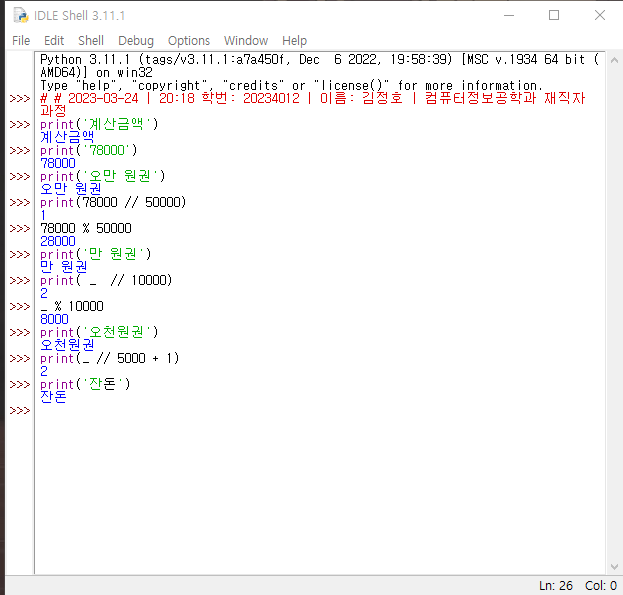 IDLE Shell 3.11.1
File Edit Shell Debug Options Window Help
Python 3.11.1 (tags/v3.11.1:a7a450f, Dec  6 2022, 19:58:39) [MSC v.1934 64 bit (
AMD64)] on win32
Type "help", "copyright", "credits" or "license()" for more information.
>>> # # 2023-03-24 | 20:18 학번: 20234012 | 이름: 김정호 | 컴퓨터정보공학과 재직자
과정
>>> print('계산금액')
계산금액
>>> print('78000')
78000
>>> print('오만 원권')
오만 원권
>>> print(78000 // 50000)
1
>>> 78000 % 50000
28000
>>> print('만 원권')
만 원권
>>> print( _  // 10000)
2
>>> _ % 10000
8000
>>> print('오천원권')
오천원권
>>> print(_ // 5000 + 1)
2
>>> print('잔돈')
잔돈
>>>
Ln: 26 Col: 0